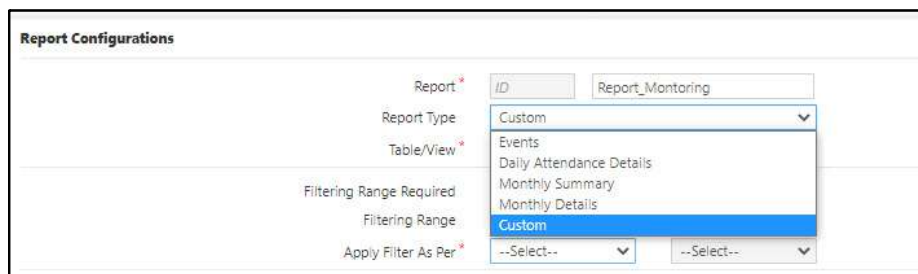 Report Configurations
Report * ID Report_Montoring
Report Type Custom
Table/View * Events
Daily Attendance Details
Monthly Summary
Filtering Range Required Monthly Details
Filtering Range Custom
Apply Filter As Per * --Select-- --Select--